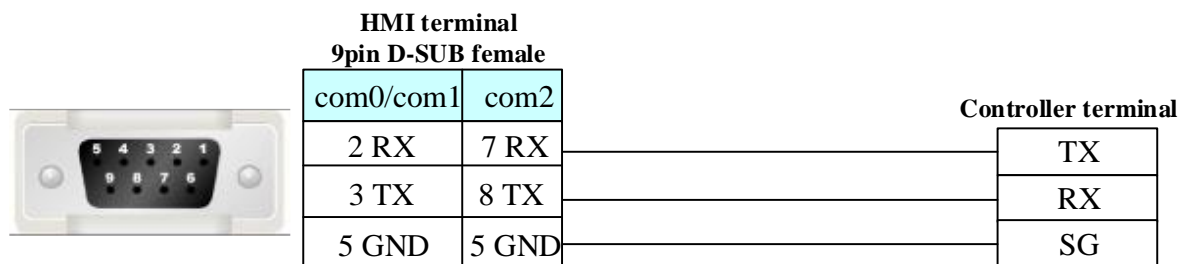 HMI terminal
9pin D-SUB female
com0/com1 com2
Controller terminal
5 4 3 2 1
9 8 7 6
2 RX 7 RX TX
3 TX 8 TX RX
5 GND 5 GND SG